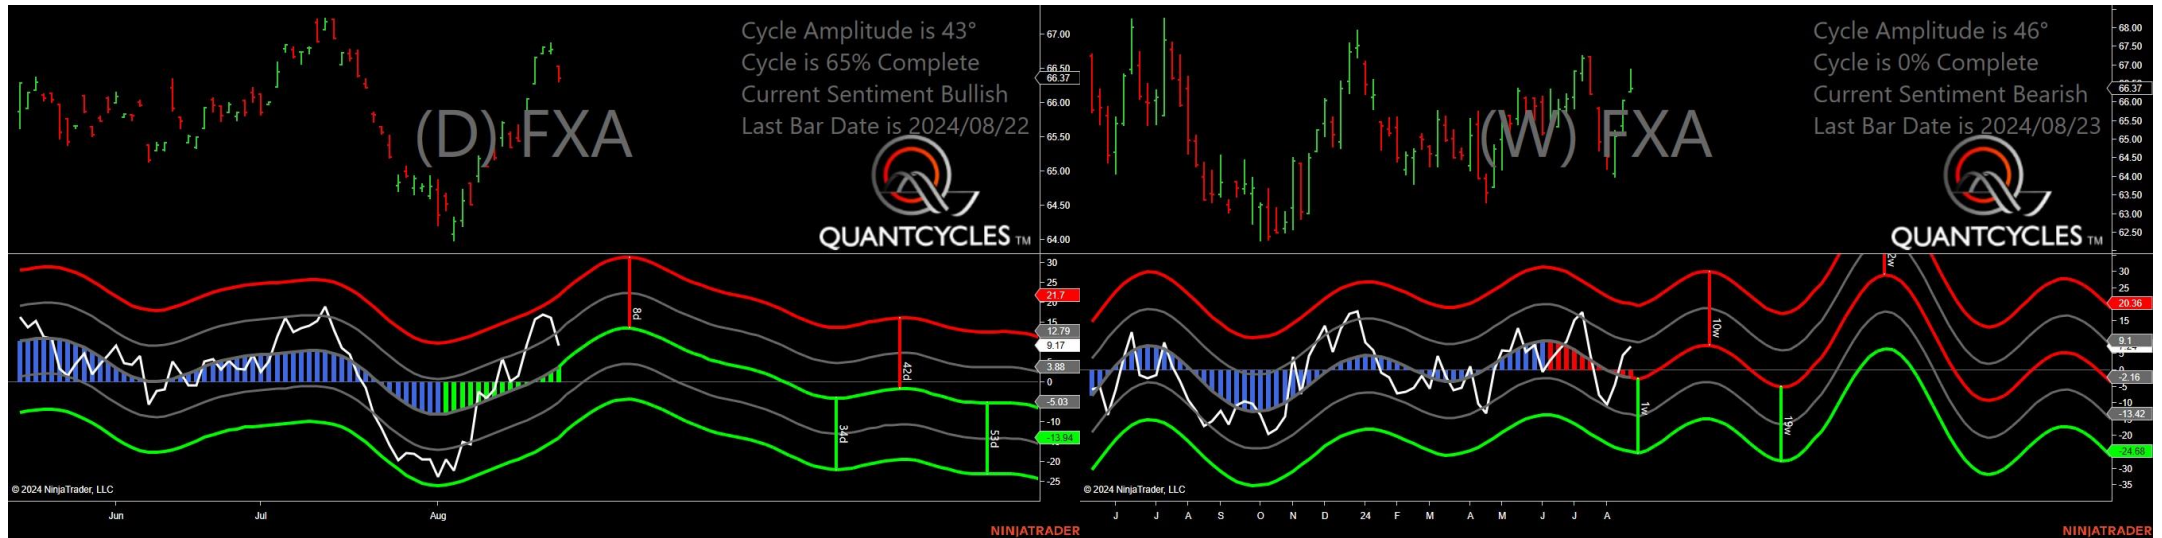 Cycle Amplitude is 43°
Cycle is 65% Complete
Current Sentiment Bullish
Last Bar Date is 2024/08/22
(D) FXA
QUANTCYCLES TM
67.00
66.50
66.37
66.00
65.50
65.00
64.50
64.00
30
25
21.7
20
15
12.79
9.17
5
3.88
0
-5.03
-10
-13.94
-20
-25
8d
42d
34d
53d
© 2024 NinjaTrader, LLC
Jun
Jul
Aug
NINJATRADER
Cycle Amplitude is 46°
Cycle is 0% Complete
Current Sentiment Bearish
Last Bar Date is 2024/08/23
(W) FXA
QUANTCYCLES TM
68.00
67.50
67.00
66.37
66.00
65.50
65.00
64.50
64.00
63.50
63.00
62.50
30
25
20.36
15
9.1
5
0
-2.16
-5
-10
-13.42
-20
-24.68
-30
-35
10w
1w
19w
© 2024 NinjaTrader, LLC
J J A S O N D 24 F M A M J J A
NINJATRADER